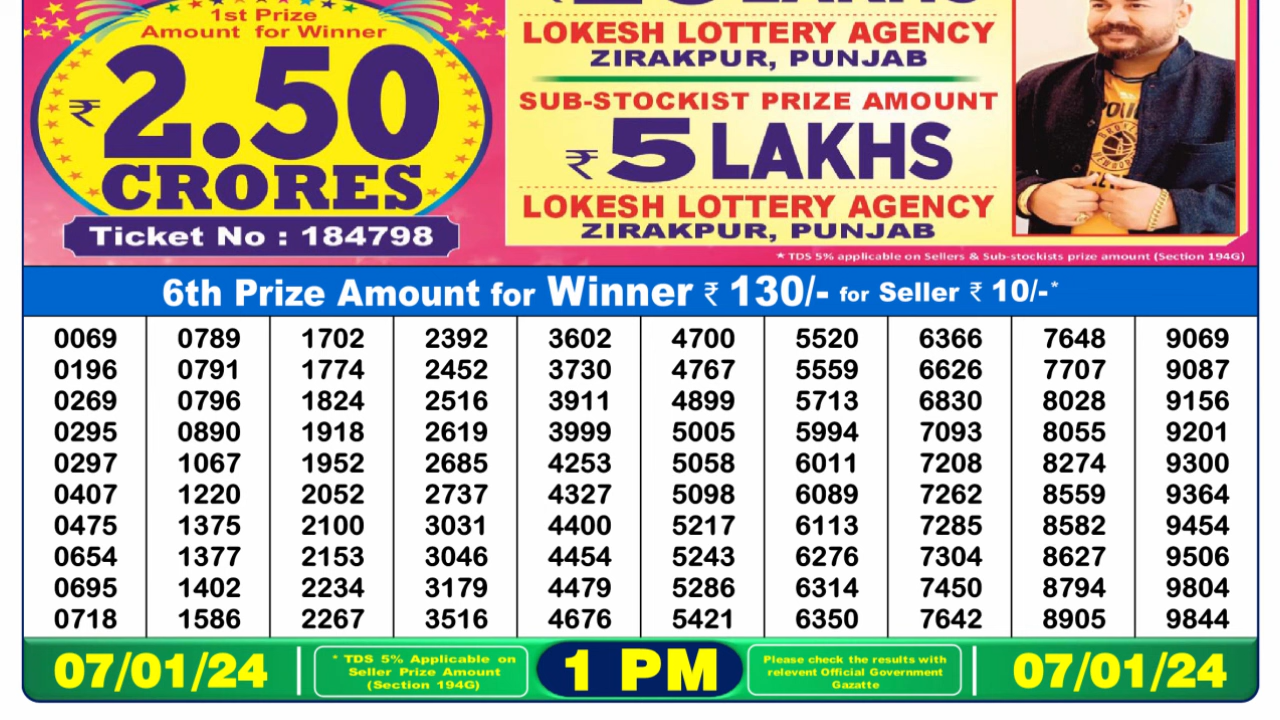 1st Prize
Amount for Winner
₹2.50
CRORES
Ticket No : 184798
LAKHS
LOKESH LOTTERY AGENCY
ZIRAKPUR, PUNJAB
SUB-STOCKIST PRIZE AMOUNT
₹5 LAKHS
LOKESH LOTTERY AGENCY
ZIRAKPUR, PUNJAB
★ TDS 5% applicable on Sellers & Sub-stockists prize amount (Section 194G)
6th Prize Amount for Winner ₹ 130/- for Seller ₹ 10/-*
0069 0789 1702 2392 3602 4700 5520 6366 7648 9069
0196 0791 1774 2452 3730 4767 5559 6626 7707 9087
0269 0796 1824 2516 3911 4899 5713 6830 8028 9156
0295 0890 1918 2619 3999 5005 5994 7093 8055 9201
0297 1067 1952 2685 4253 5058 6011 7208 8274 9300
0407 1220 2052 2737 4327 5098 6089 7262 8559 9364
0475 1375 2100 3031 4400 5217 6113 7285 8582 9454
0654 1377 2153 3046 4454 5243 6276 7304 8627 9506
0695 1402 2234 3179 4479 5286 6314 7450 8794 9804
0718 1586 2267 3516 4676 5421 6350 7642 8905 9844
07/01/24
* TDS 5% Applicable on
Seller Prize Amount
(Section 194G)
1 PM
Please check the results with
relevent Official Government
Gazatte
07/01/24